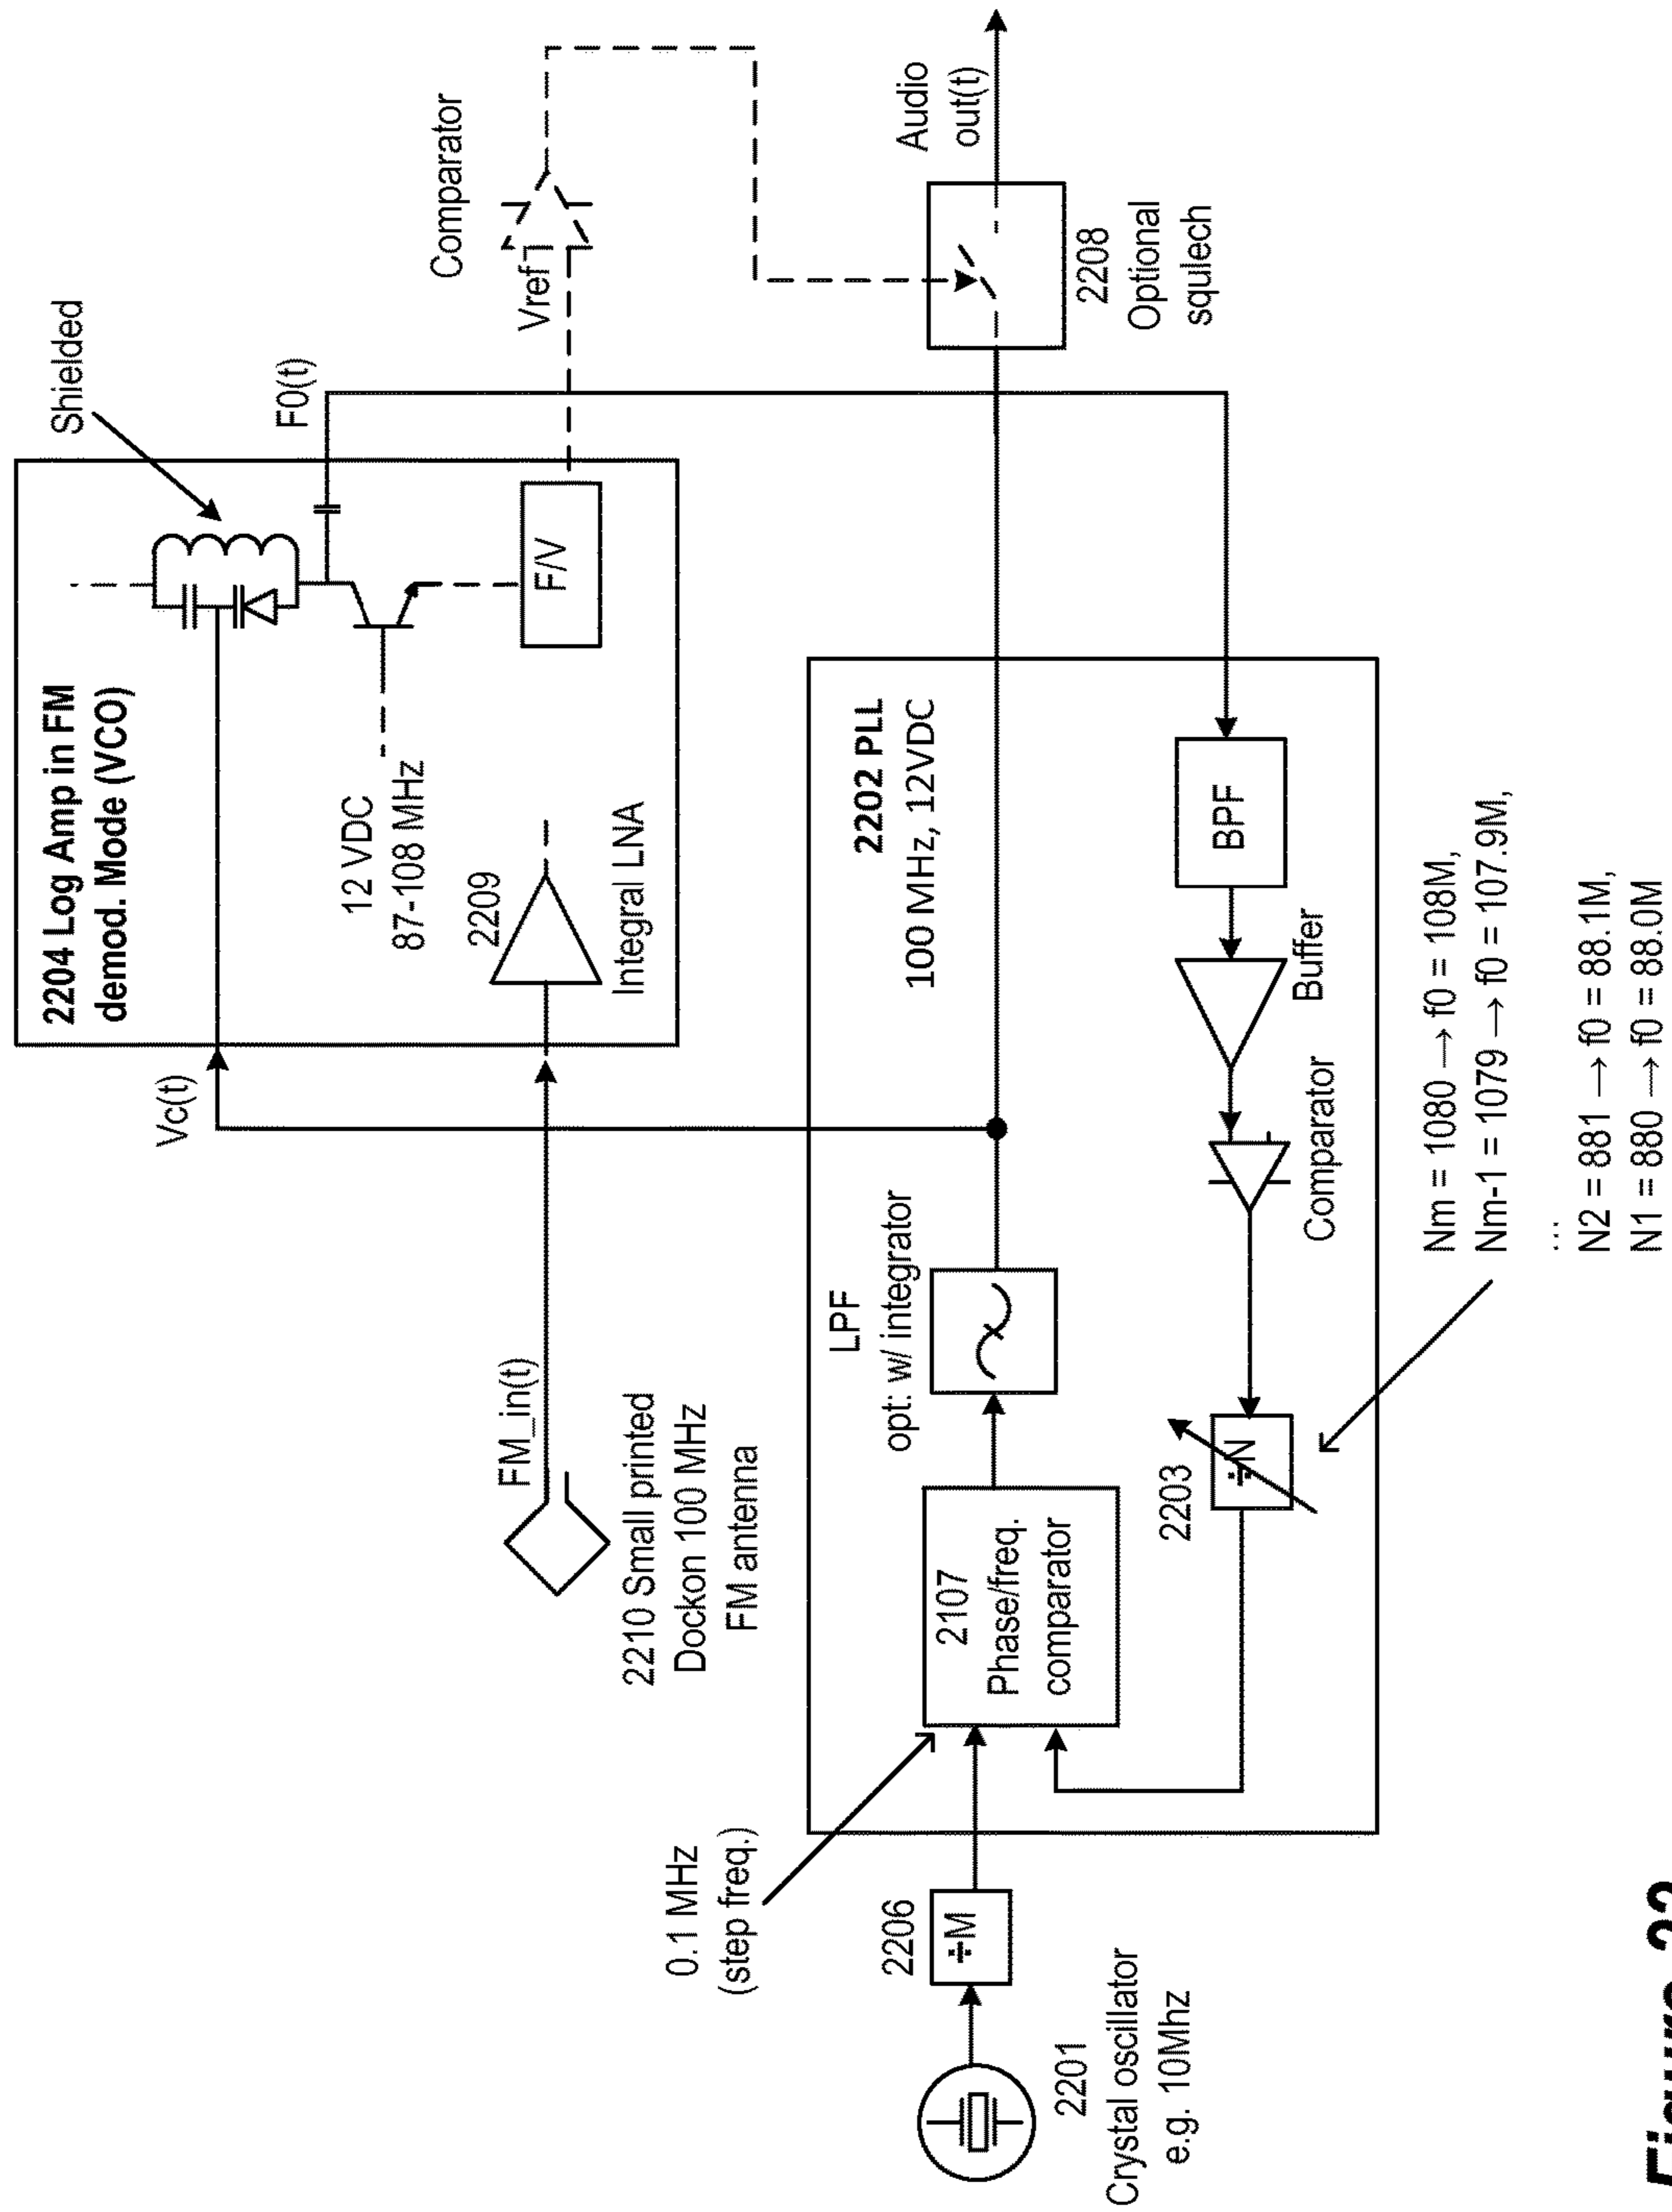 Shielded
2204 Log Amp in FM
demod. Mode (VCO)
F0(t)
Comparator
Vref
12 VDC
87-108 MHz
2209
Integral LNA
F/V
Vc(t)
FM_in(t)
2210 Small printed
Dockon 100 MHz
FM antenna
Audio
out(t)
2208
Optional
squlech
2202 PLL
100 MHz, 12VDC
0.1 MHz
(step freq.)
LPF
opt: w/ integrator
2107
Phase/freq.
comparator
2206
÷M
2201
Crystal oscillator
e.g. 10Mhz
2203
÷N
Comparator
Buffer
BPF
Nm = 1080 → f0 = 108M,
Nm-1 = 1079 → f0 = 107.9M,
...
N2 = 881 → f0 = 88.1M,
N1 = 880 → f0 = 88.0M